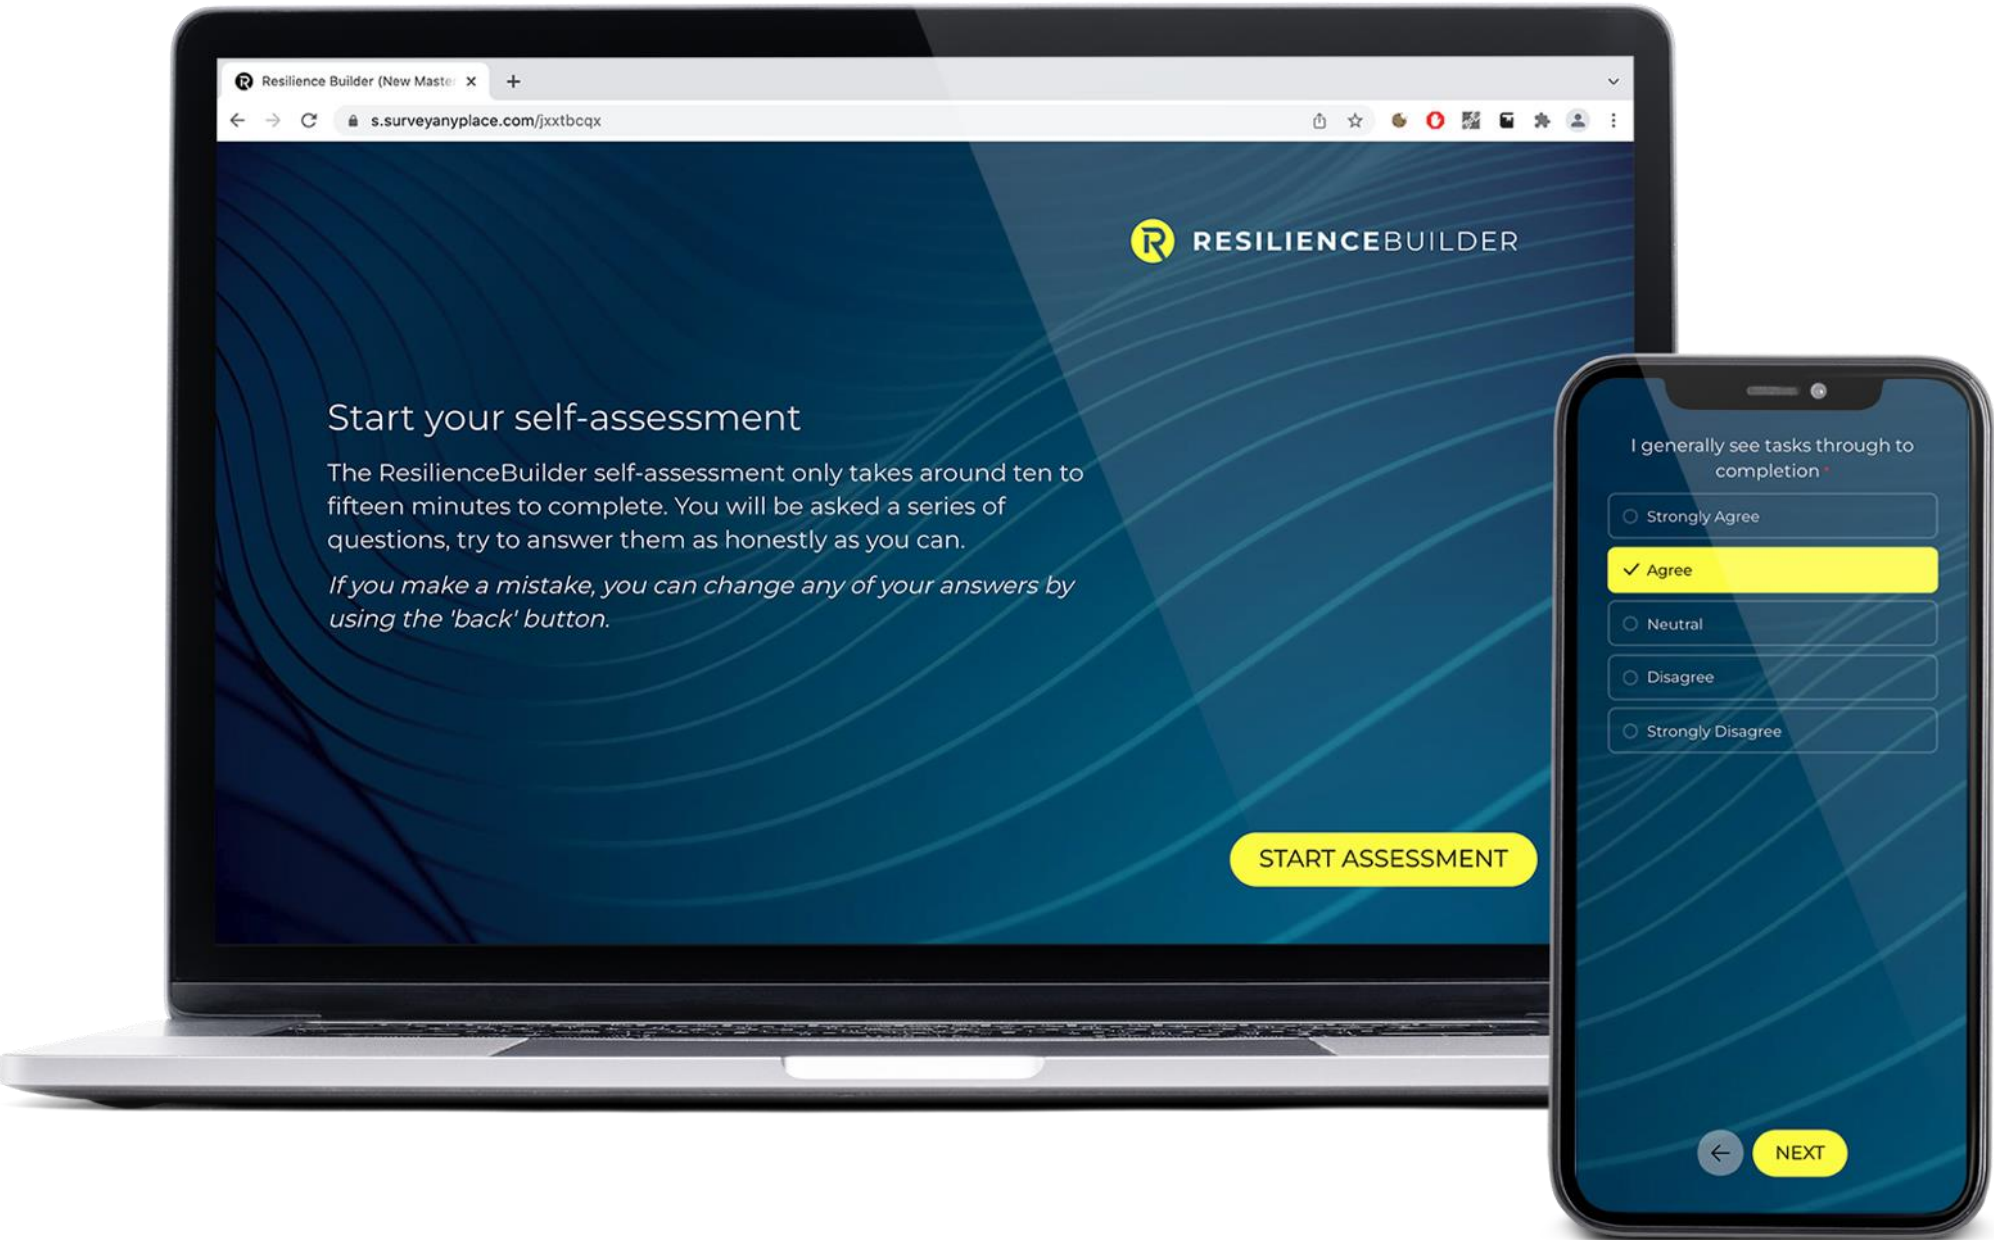 Resilience Builder (New Master
s.surveyanyplace.com/jxxtbcqx
RESILIENCEBUILDER
Start your self-assessment
The ResilienceBuilder self-assessment only takes around ten to
fifteen minutes to complete. You will be asked a series of
questions, try to answer them as honestly as you can.
If you make a mistake, you can change any of your answers by
using the 'back' button.
START ASSESSMENT
I generally see tasks through to
completion *
Strongly Agree
Agree
Neutral
Disagree
Strongly Disagree
NEXT